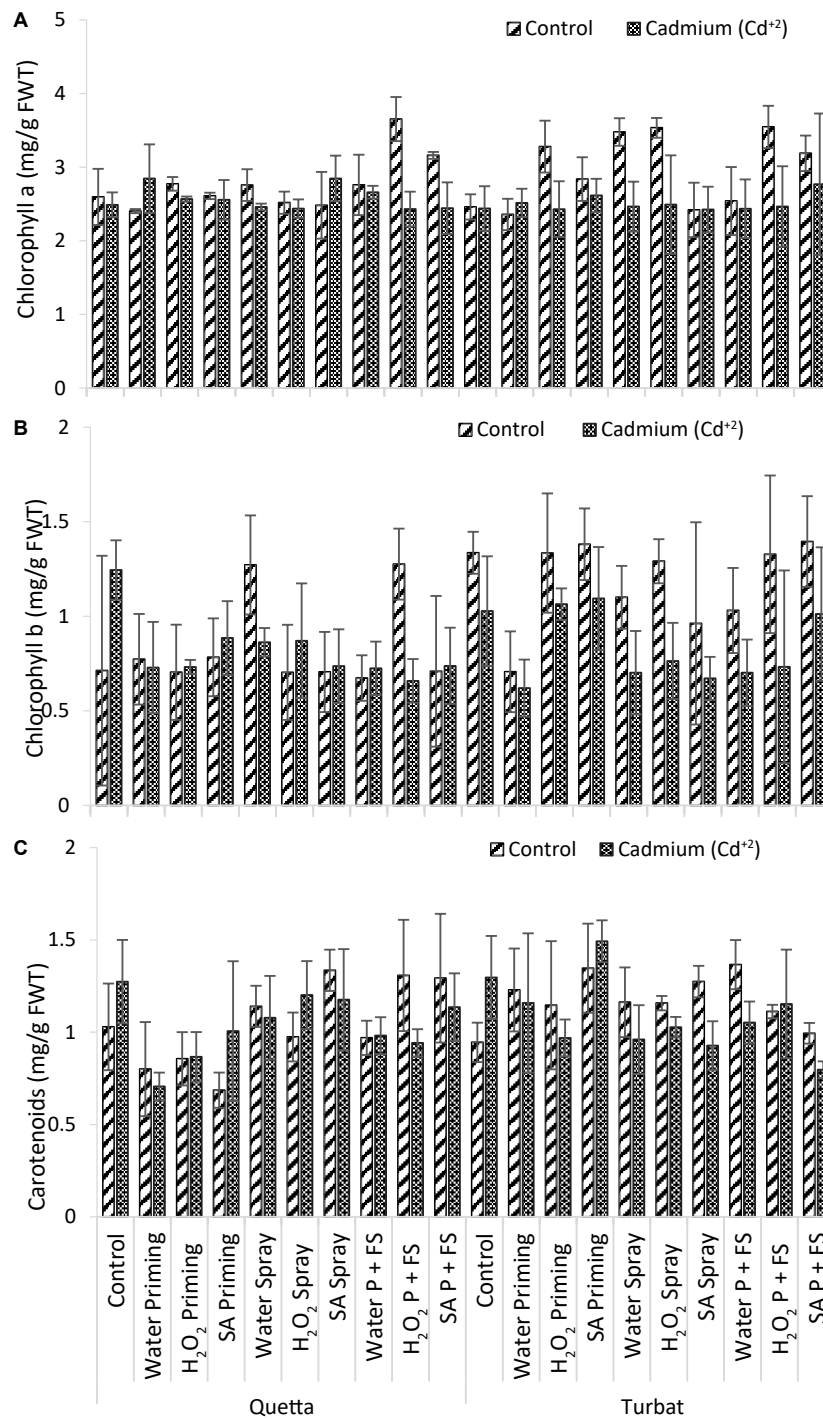 A
5
Control
Cadmium (Cd⁺²)
4
3
2
1
0
Chlorophyll a (mg/g FWT)
B
2
Control
Cadmium (Cd⁺²)
1.5
1
0.5
0
Chlorophyll b (mg/g FWT)
C
2
Control
Cadmium (Cd⁺²)
1.5
1
0.5
0
Carotenoids (mg/g FWT)
Control
Water Priming
H₂O₂ Priming
SA Priming
Water Spray
H₂O₂ Spray
SA Spray
Water P + FS
H₂O₂ P + FS
SA P + FS
Control
Water Priming
H₂O₂ Priming
SA Priming
Water Spray
H₂O₂ Spray
SA Spray
Water P + FS
H₂O₂ P + FS
SA P + FS
Quetta
Turbat